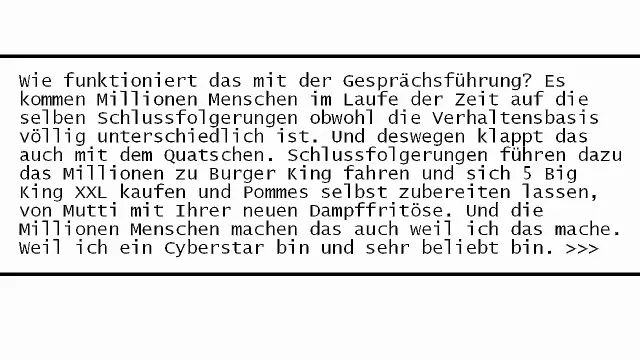 Wie funktioniert das mit der Gesprächsführung? Es
kommen Millionen Menschen im Laufe der Zeit auf die
selben Schlussfolgerungen obwohl die Verhaltensbasis
völlig unterschiedlich ist. Und deswegen klappt das
auch mit dem Quatschen. Schlussfolgerungen führen dazu
das Millionen zu Burger King fahren und sich 5 Big
King XXL kaufen und Pommes selbst zubereiten lassen,
von Mutti mit Ihrer neuen Dampffritöse. Und die
Millionen Menschen machen das auch weil ich das mache.
Weil ich ein Cyberstar bin und sehr beliebt bin. >>>